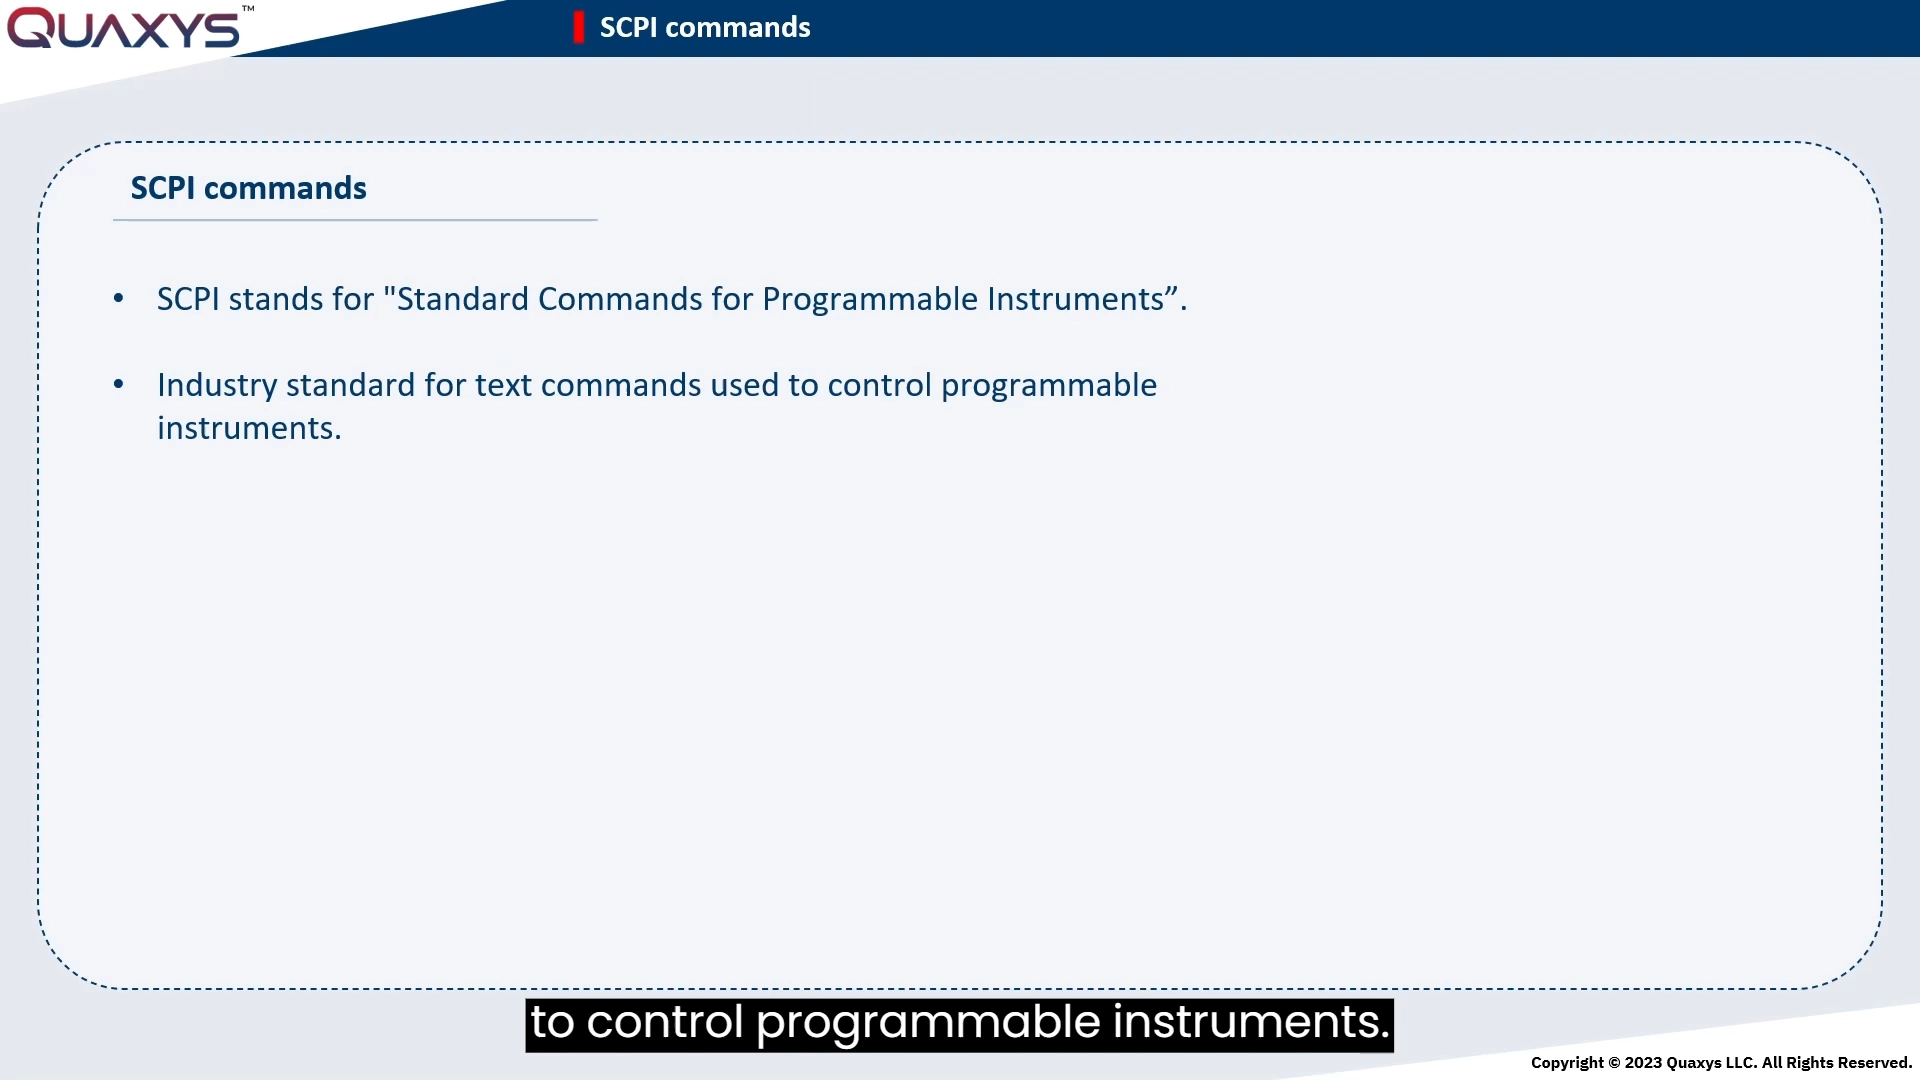 QUAXYS™
SCPI commands
SCPI commands
• SCPI stands for "Standard Commands for Programmable Instruments”.
• Industry standard for text commands used to control programmable
instruments.
to control programmable instruments.
Copyright © 2023 Quaxys LLC. All Rights Reserved.